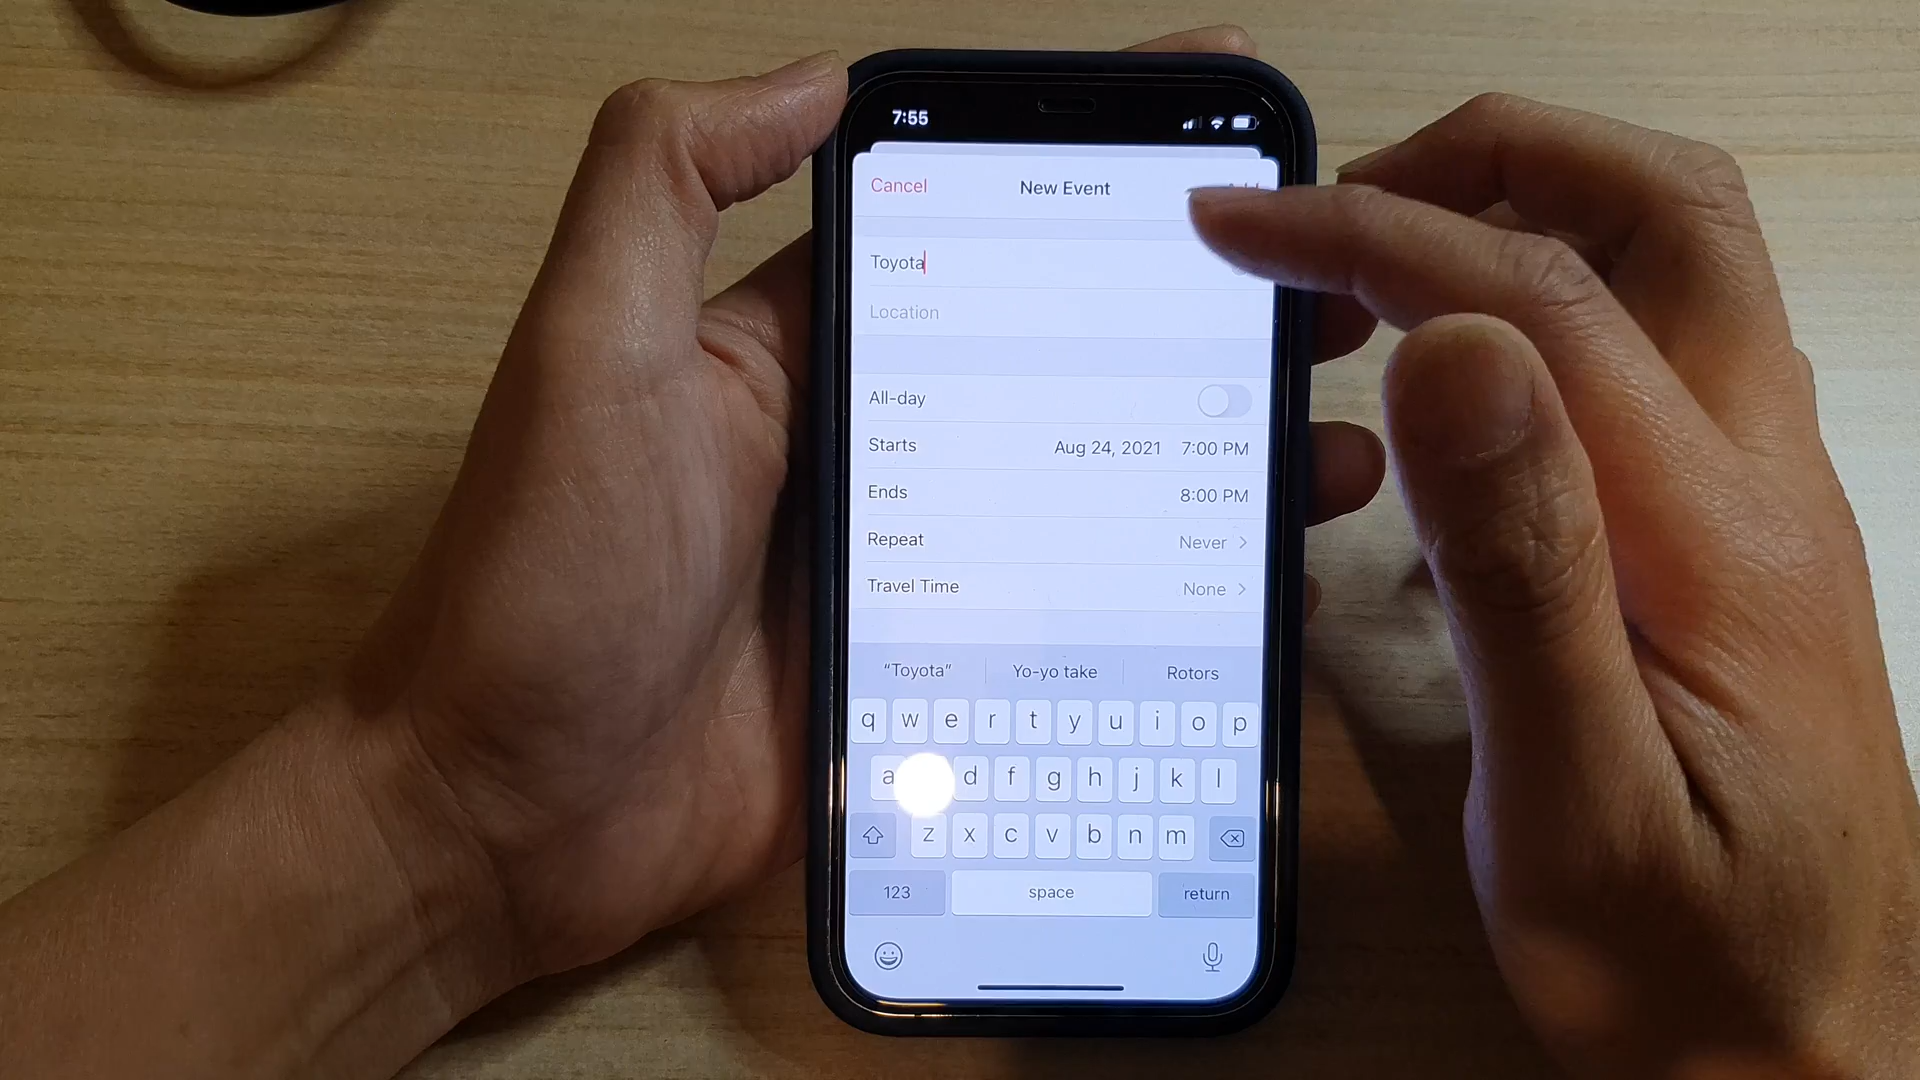 7:55
Cancel New Event
Toyota
Location
All-day
Starts Aug 24, 2021 7:00 PM
Ends 8:00 PM
Repeat Never
Travel Time None
“Toyota” Yo-yo take Rotors
q w e r t y u i o p
a d f g h j k l
z x c v b n m
123 space return